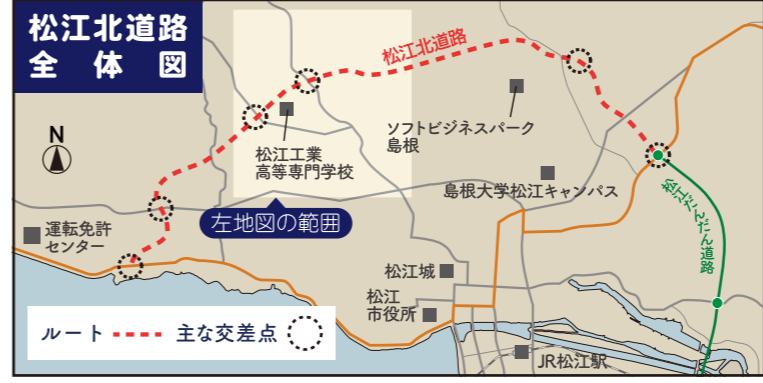 松江北道路
全体図
松江北道路
N
ソフトビジネスパーク
島根
松江工業
高等専門学校
島根大学松江キャンパス
左地図の範囲
運転免許
センター
松江だんだん道路
松江城
松江
市役所
ルート
主な交差点
JR松江駅